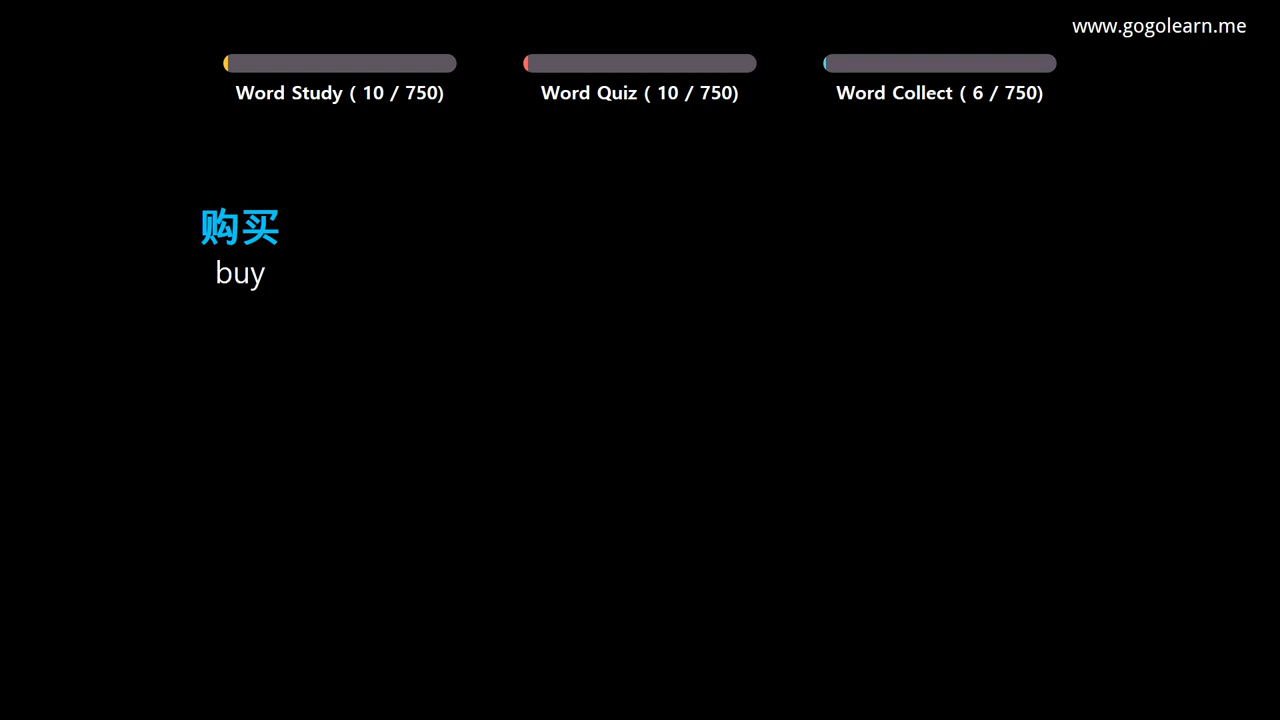 www.gogolearn.me
Word Study ( 10 / 750)
Word Quiz ( 10 / 750)
Word Collect ( 6 / 750)
购买
buy